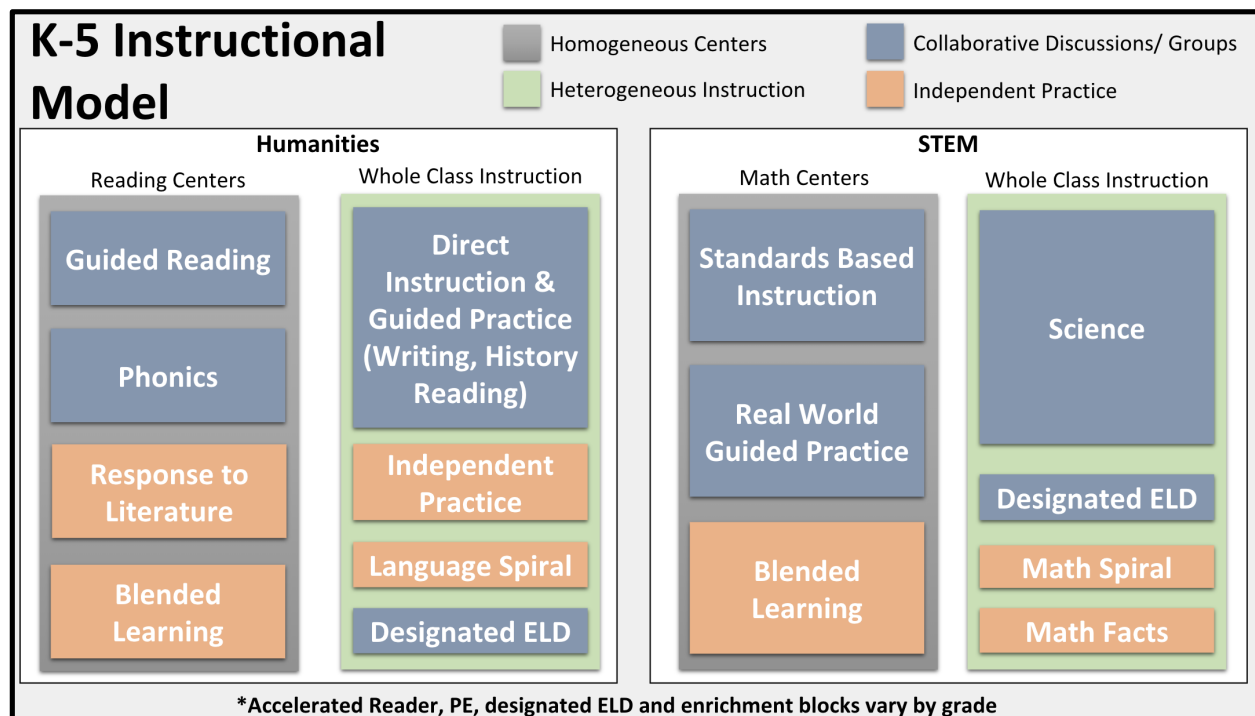 K-5 Instructional
Model
Homogeneous Centers
Heterogeneous Instruction
Collaborative Discussions/ Groups
Independent Practice
Humanities
Reading Centers
Guided Reading
Phonics
Response to
Literature
Blended
Learning
Whole Class Instruction
Direct
Instruction &
Guided Practice
(Writing, History
Reading)
Independent
Practice
Language Spiral
Designated ELD
STEM
Math Centers
Standards Based
Instruction
Real World
Guided Practice
Blended
Learning
Whole Class Instruction
Science
Designated ELD
Math Spiral
Math Facts
*Accelerated Reader, PE, designated ELD and enrichment blocks vary by grade